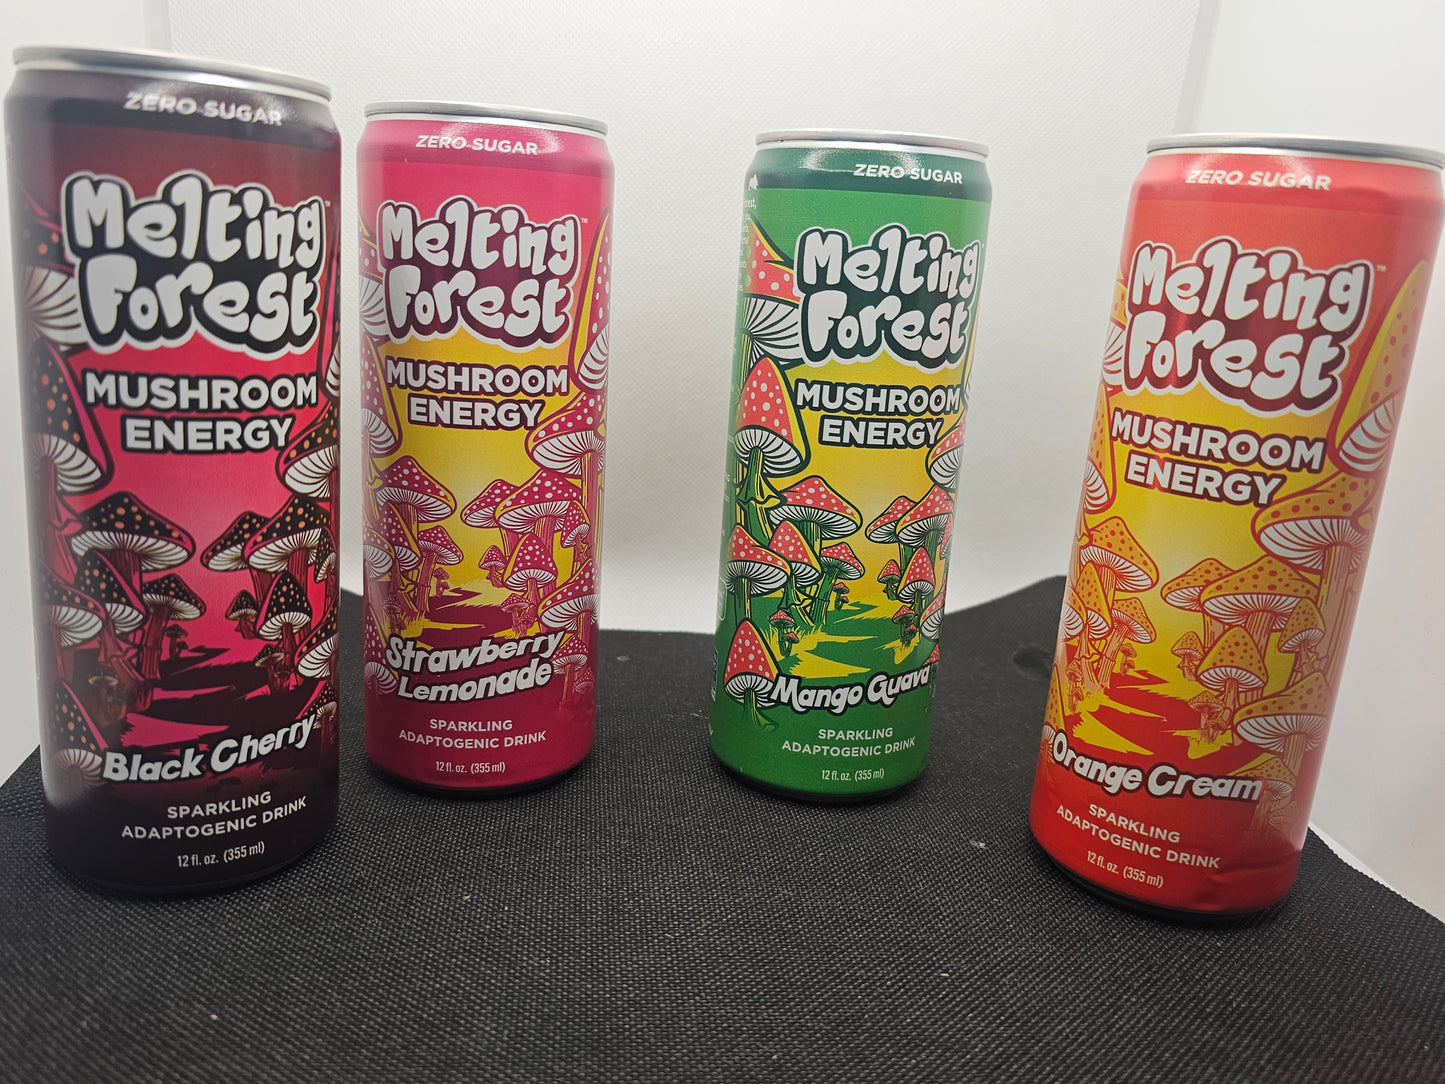 ZERO SUGAR
Melting
Forest
MUSHROOM
ENERGY
Black Cherry
SPARKLING
ADAPTOGENIC DRINK
12 fl. oz. (355 ml)
ZERO SUGAR
Melting
Forest
MUSHROOM
ENERGY
Strawberry
Lemonade
SPARKLING
ADAPTOGENIC DRINK
12 fl. oz. (355 ml)
ZERO SUGAR
Melting
Forest
MUSHROOM
ENERGY
Mango Guava
SPARKLING
ADAPTOGENIC DRINK
12 fl. oz. (355 ml)
ZERO SUGAR
Melting
Forest
MUSHROOM
ENERGY
Orange Cream
SPARKLING
ADAPTOGENIC DRINK
12 fl. oz. (355 ml)